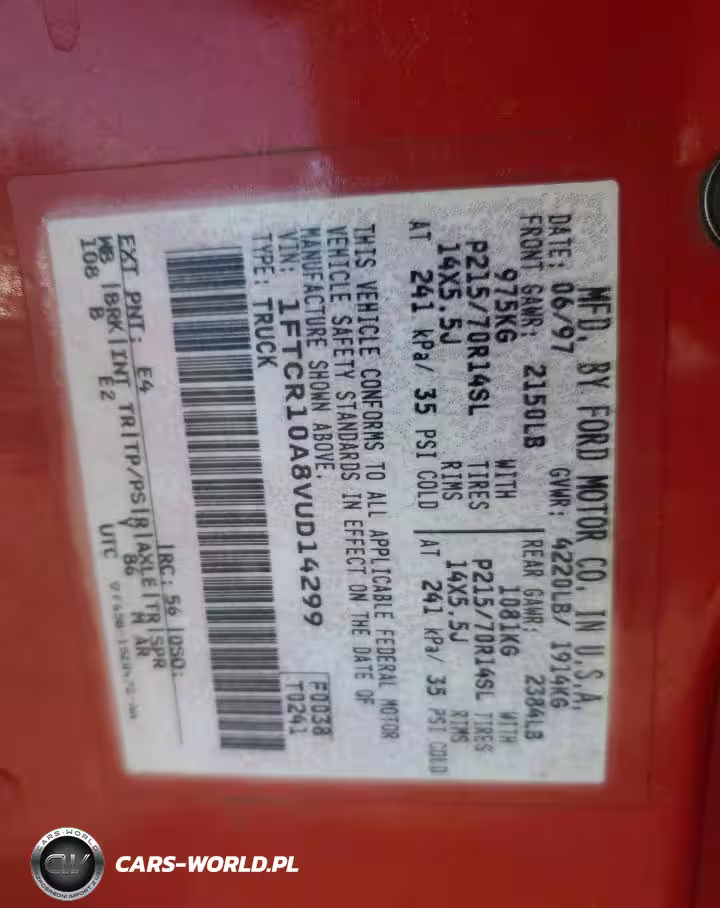 MFD. BY FORD MOTOR CO. IN U.S.A.
DATE: 06/97 GVWR: 4220LB/ 1914KG
FRONT GAWR: 2150LB REAR GAWR: 2384LB
975KG WITH 1081KG WITH
P215/70R14SL TIRES P215/70R14SL TIRES
14X5.5J RIMS 14X5.5J RIMS
AT 241 kPa/ 35 PSI COLD AT 241 kPa/ 35 PSI COLD
THIS VEHICLE CONFORMS TO ALL APPLICABLE FEDERAL MOTOR
VEHICLE SAFETY STANDARDS IN EFFECT ON THE DATE OF
MANUFACTURE SHOWN ABOVE.
VIN: 1FTCR10A8VUD14299 F0038
TYPE: TRUCK T0241
EXT PNT: E4 RC: 56 DSO:
WB BRK INT TR TP/PS R AXLE TR SPR
108 B E2 Y 86 M AR
UTC
CARS-WORLD.PL
CARS-WORLD
CW